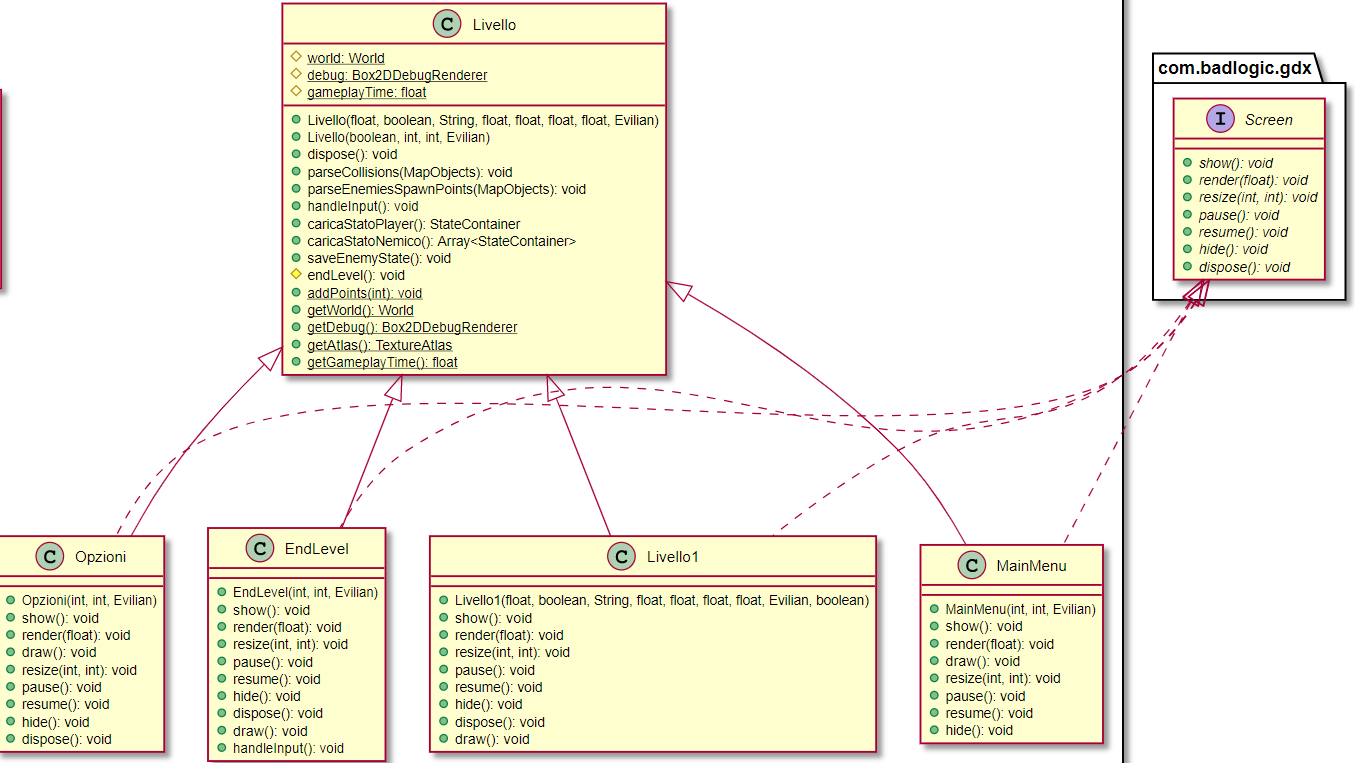 C Livello
world: World
debug: Box2DDebugRenderer
gameplayTime: float
Livello(float, boolean, String, float, float, float, float, Evilian)
Livello(boolean, int, int, Evilian)
dispose(): void
parseCollisions(MapObjects): void
parseEnemiesSpawnPoints(MapObjects): void
handleInput(): void
caricaStatoPlayer(): StateContainer
caricaStatoNemico(): Array<StateContainer>
saveEnemyState(): void
endLevel(): void
addPoints(int): void
getWorld(): World
getDebug(): Box2DDebugRenderer
getAtlas(): TextureAtlas
getGameplayTime(): float
com.badlogic.gdx
I Screen
show(): void
render(float): void
resize(int, int): void
pause(): void
resume(): void
hide(): void
dispose(): void
C Opzioni
Opzioni(int, int, Evilian)
show(): void
render(float): void
draw(): void
resize(int, int): void
pause(): void
resume(): void
hide(): void
dispose(): void
C EndLevel
EndLevel(int, int, Evilian)
show(): void
render(float): void
resize(int, int): void
pause(): void
resume(): void
hide(): void
dispose(): void
draw(): void
handleInput(): void
C Livello1
Livello1(float, boolean, String, float, float, float, float, Evilian, boolean)
show(): void
render(float): void
resize(int, int): void
pause(): void
resume(): void
hide(): void
dispose(): void
draw(): void
C MainMenu
MainMenu(int, int, Evilian)
show(): void
render(float): void
draw(): void
resize(int, int): void
pause(): void
resume(): void
hide(): void